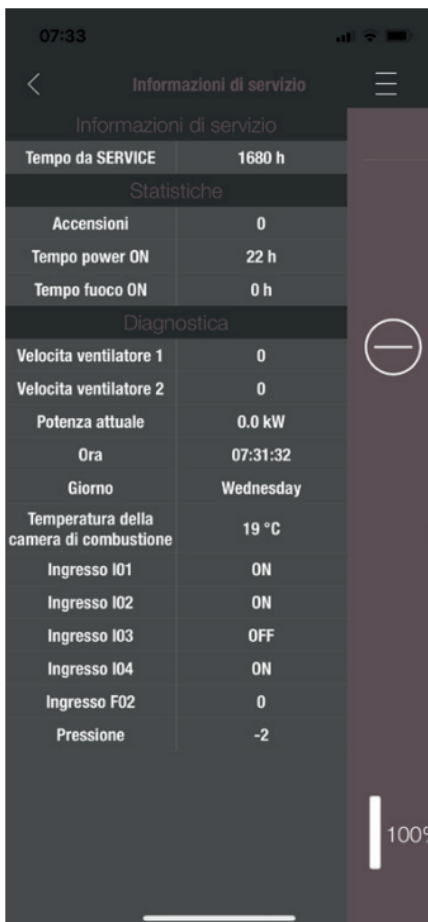 07:33
Informazioni di servizio
Informazioni di servizio
Tempo da SERVICE 1680 h
Statistiche
Accensioni 0
Tempo power ON 22 h
Tempo fuoco ON 0 h
Diagnostica
Velocita ventilatore 1 0
Velocita ventilatore 2 0
Potenza attuale 0.0 kW
Ora 07:31:32
Giorno Wednesday
Temperatura della
camera di combustione 19 °C
Ingresso I01 ON
Ingresso I02 ON
Ingresso I03 OFF
Ingresso I04 ON
Ingresso F02 0
Pressione -2
100%